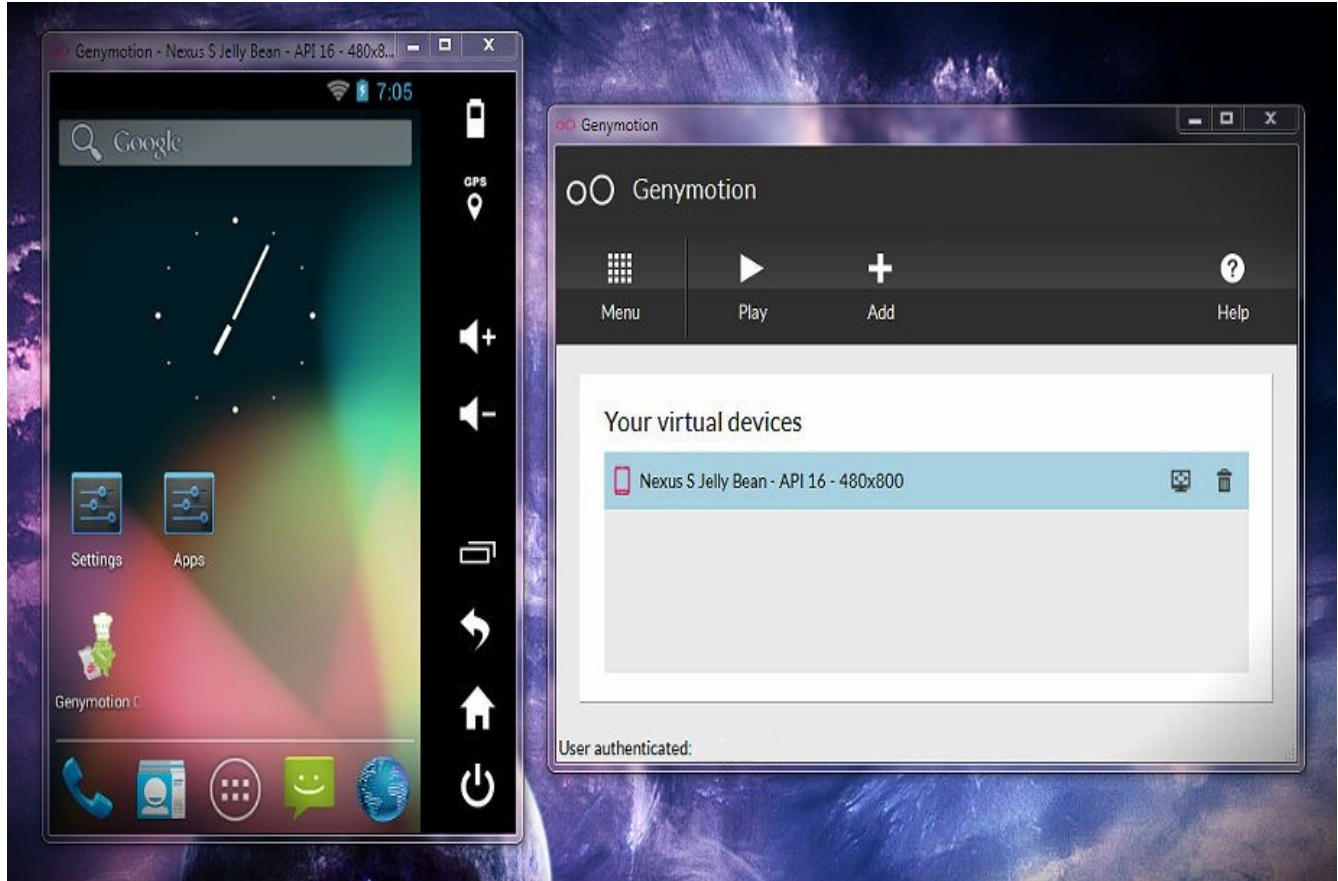 Genymotion - Nexus S Jelly Bean - API 16 - 480x8...
7:05
Google
GPS
Settings
Apps
Genymotion C
Genymotion
Genymotion
Menu
Play
Add
Help
Your virtual devices
Nexus S Jelly Bean - API 16 - 480x800
User authenticated: